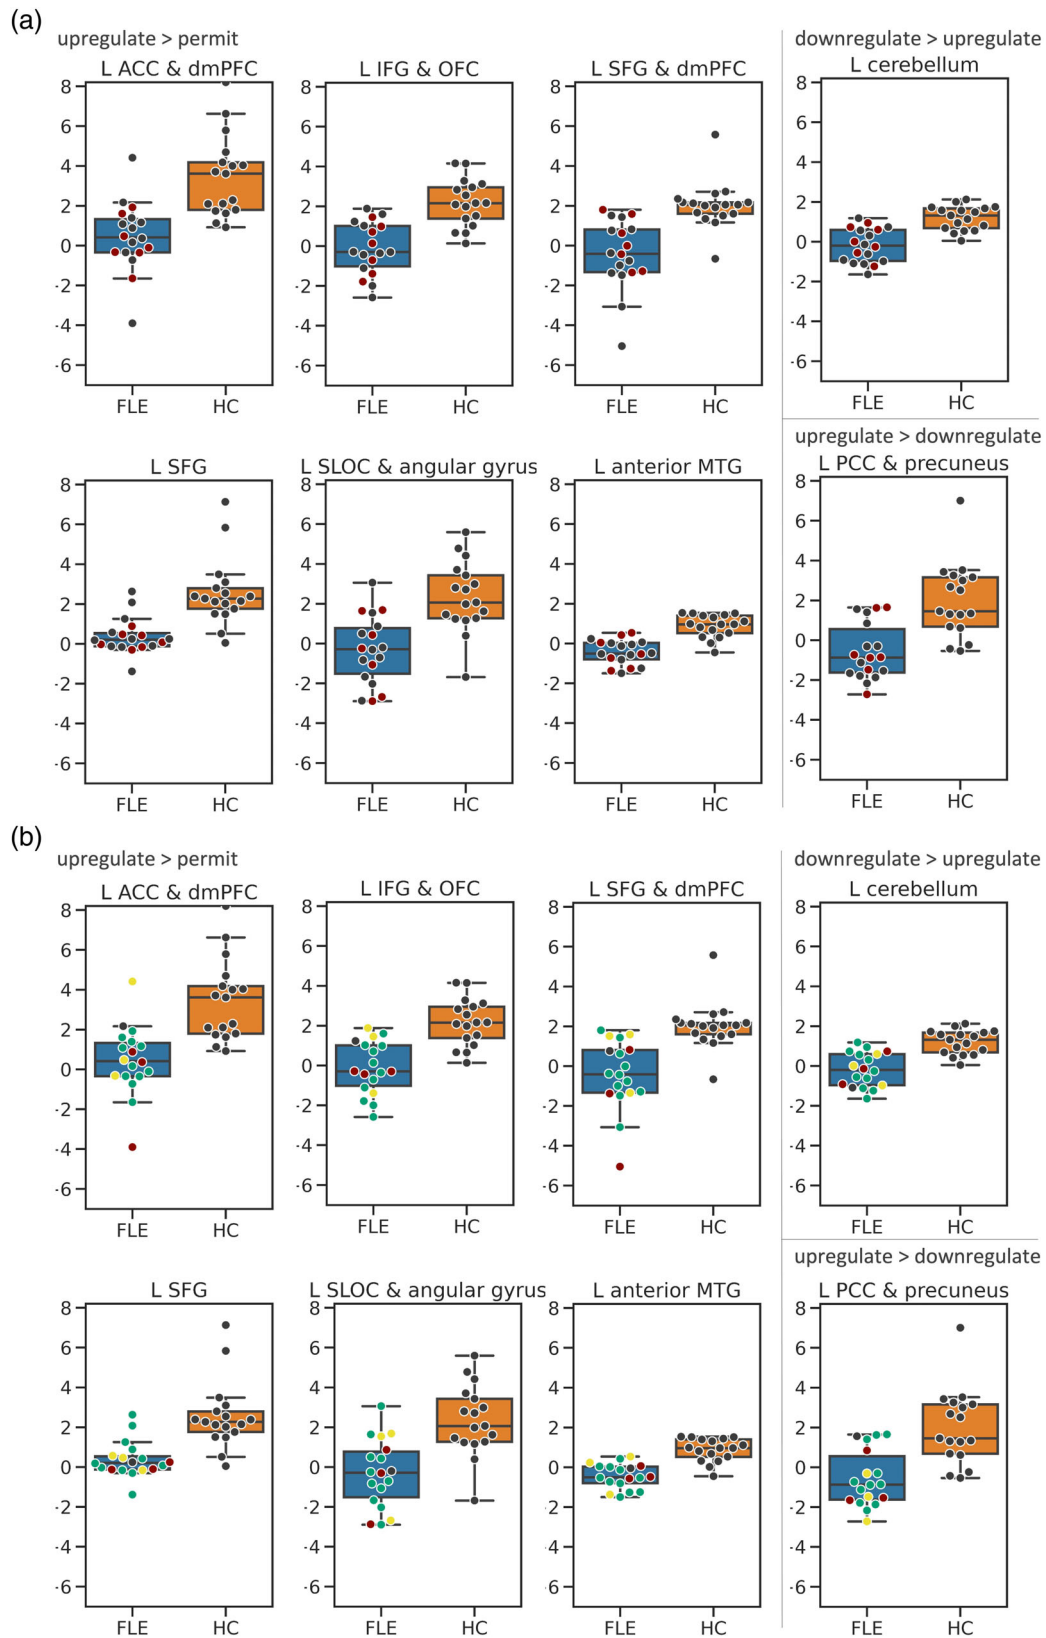 (a)
upregulate > permit
downregulate > upregulate
L ACC & dmPFC
L IFG & OFC
L SFG & dmPFC
L cerebellum
8 8 8 8
6 6 6 6
4 4 4 4
2 2 2 2
0 0 0 0
-2 -2 -2 -2
-4 -4 -4 -4
-6 -6 -6 -6
FLE HC FLE HC FLE HC FLE HC
upregulate > downregulate
L SFG
L SLOC & angular gyrus
L anterior MTG
L PCC & precuneus
8 8 8 8
6 6 6 6
4 4 4 4
2 2 2 2
0 0 0 0
-2 -2 -2 -2
-4 -4 -4 -4
-6 -6 -6 -6
FLE HC FLE HC FLE HC FLE HC
(b)
upregulate > permit
downregulate > upregulate
L ACC & dmPFC
L IFG & OFC
L SFG & dmPFC
L cerebellum
8 8 8 8
6 6 6 6
4 4 4 4
2 2 2 2
0 0 0 0
-2 -2 -2 -2
-4 -4 -4 -4
-6 -6 -6 -6
FLE HC FLE HC FLE HC FLE HC
upregulate > downregulate
L SFG
L SLOC & angular gyrus
L anterior MTG
L PCC & precuneus
8 8 8 8
6 6 6 6
4 4 4 4
2 2 2 2
0 0 0 0
-2 -2 -2 -2
-4 -4 -4 -4
-6 -6 -6 -6
FLE HC FLE HC FLE HC FLE HC